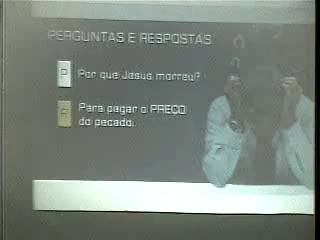 PERGUNTAS E RESPOSTAS
P Por que Jesus morreu?
R Para pagar o PREÇO
do pecado.